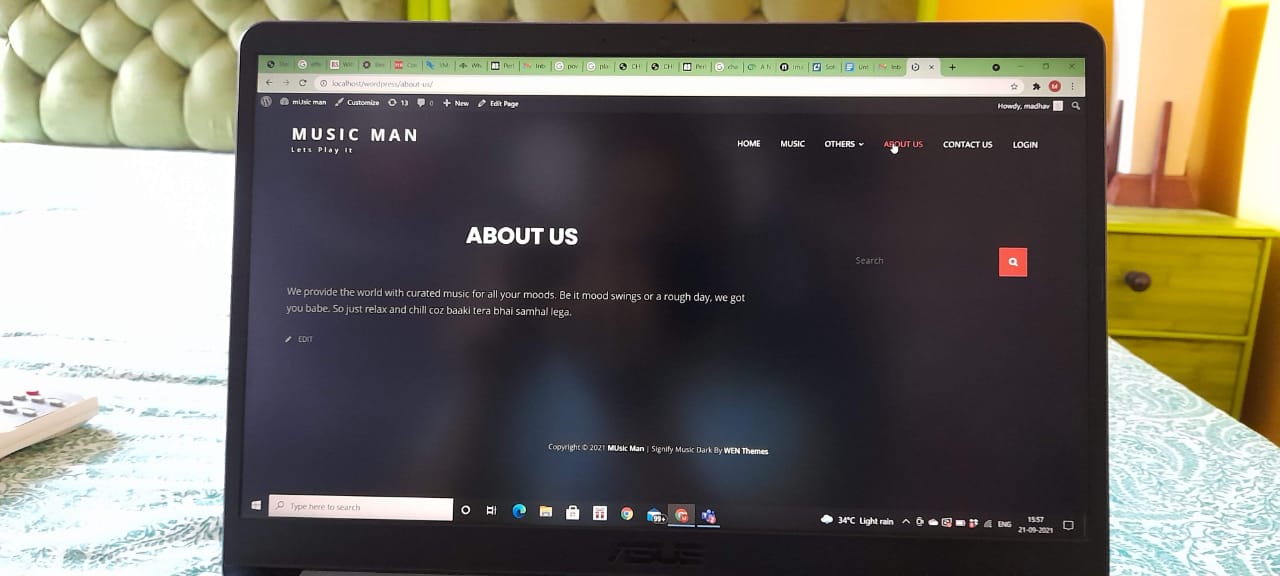 localhost/wordpress/about-us/
mUsic man Customize 13 0 + New Edit Page Howdy, madhav
MUSIC MAN
Lets Play It
HOME MUSIC OTHERS ABOUT US CONTACT US LOGIN
ABOUT US
Search
We provide the world with curated music for all your moods. Be it mood swings or a rough day, we got
you babe. So just relax and chill coz baaki tera bhai samhal lega.
EDIT
Copyright © 2021 MUsic Man | Signify Music Dark By WEN Themes
Type here to search
99+
34°C Light rain
ENG
15:57
21-09-2021
ASUS